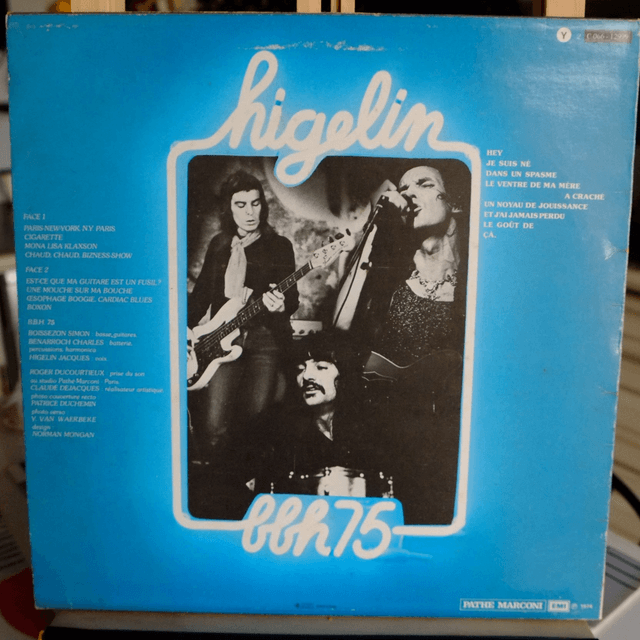 Y
higelin
HEY
JE SUIS NÉ
DANS UN SPASME
LE VENTRE DE MA MÈRE
A CRACHÉ
UN NOYAU DE JOUISSANCE
ET J'AI JAMAIS PERDU
LE GOÛT DE
ÇA.
FACE 1
PARIS-NEW-YORK, N.Y. PARIS
CIGARETTE
MONA LISA KLAXSON
CHAUD, CHAUD, BIZNESS-SHOW
FACE 2
EST-CE QUE MA GUITARE EST UN FUSIL?
UNE MOUCHE SUR MA BOUCHE
ŒSOPHAGE BOOGIE, CARDIAC BLUES
BOXON
B.B.H 75
BOISSEZON SIMON : basse, guitares.
BENARROCH CHARLES : batterie,
percussions harmonica
HIGELIN JACQUES :
ROGER DUCOURTIEUX : prise du son
au studio Pathé-Marconi Paris.
CLAUDE DEJACQUES : réalisateur artistique
photo couverture recto
PATRICE DUCHEMIN
photo verso
Y. VAN WAERBEKE
design
NORMAN MONGAN
bbh75
PATHE MARCONI EMI ℗ 1974